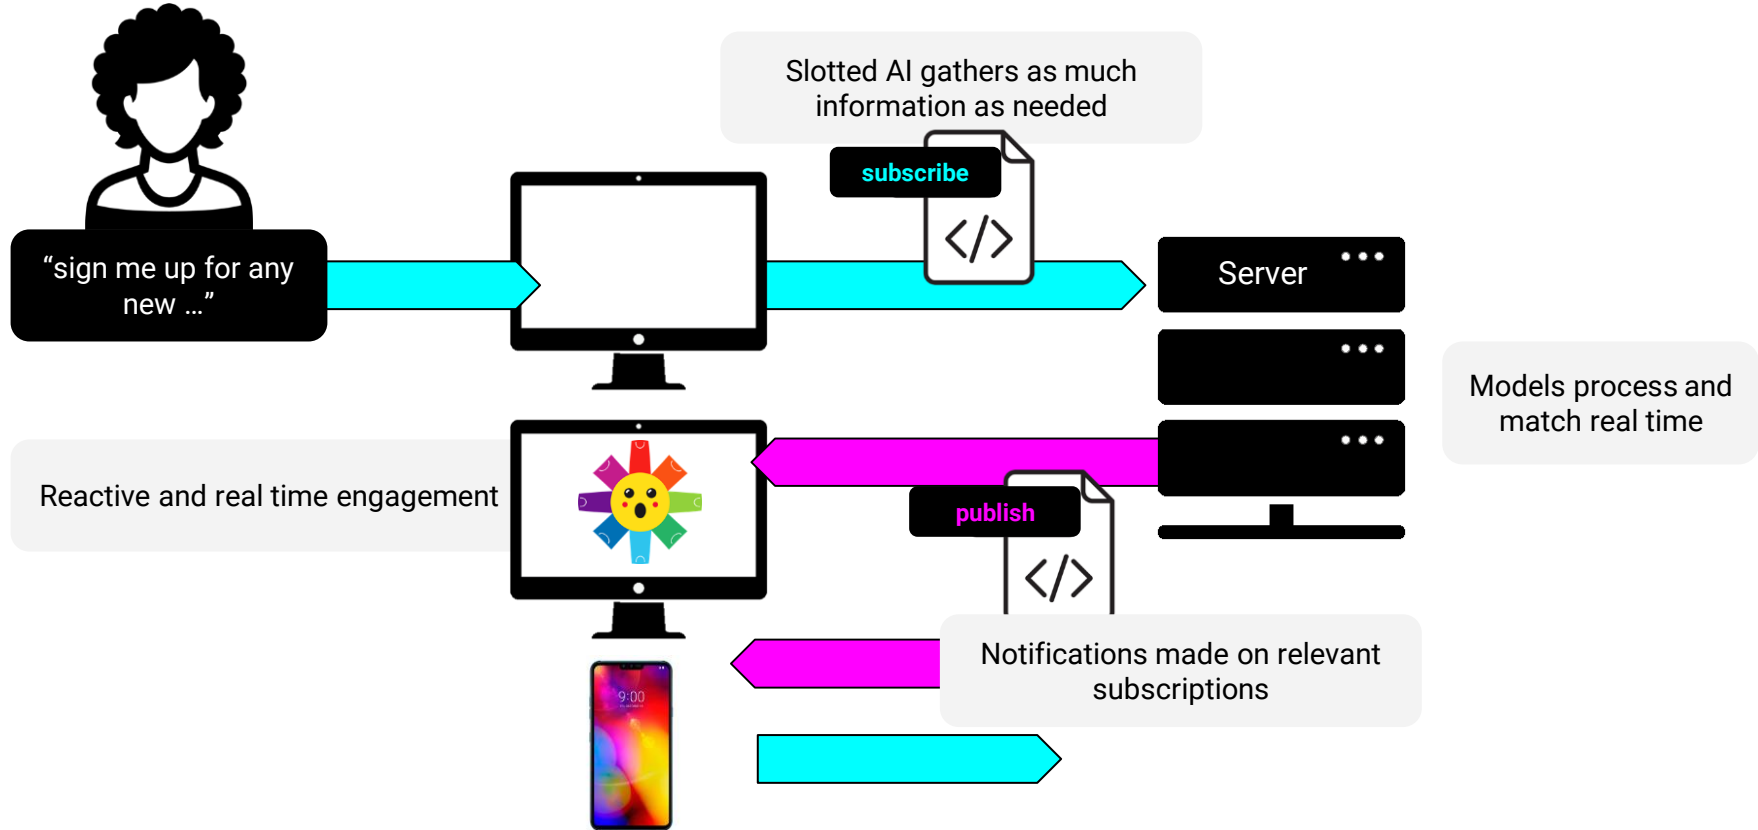 Slotted AI gathers as much
information as needed
subscribe
</>
“sign me up for any
new ...”
Server
Models process and
match real time
Reactive and real time engagement
publish
</>
Notifications made on relevant
subscriptions
9:00